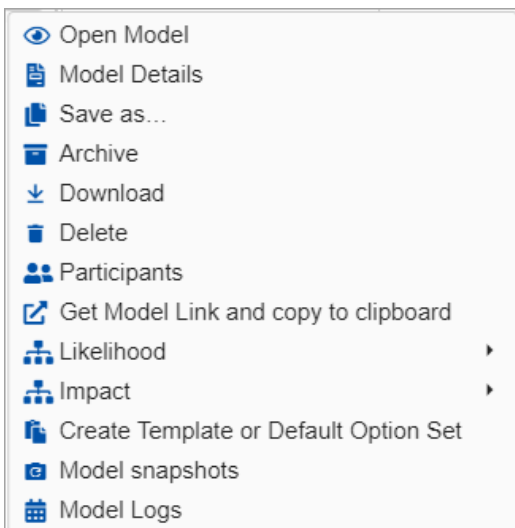 Open Model
Model Details
Save as...
Archive
Download
Delete
Participants
Get Model Link and copy to clipboard
Likelihood
Impact
Create Template or Default Option Set
Model snapshots
Model Logs